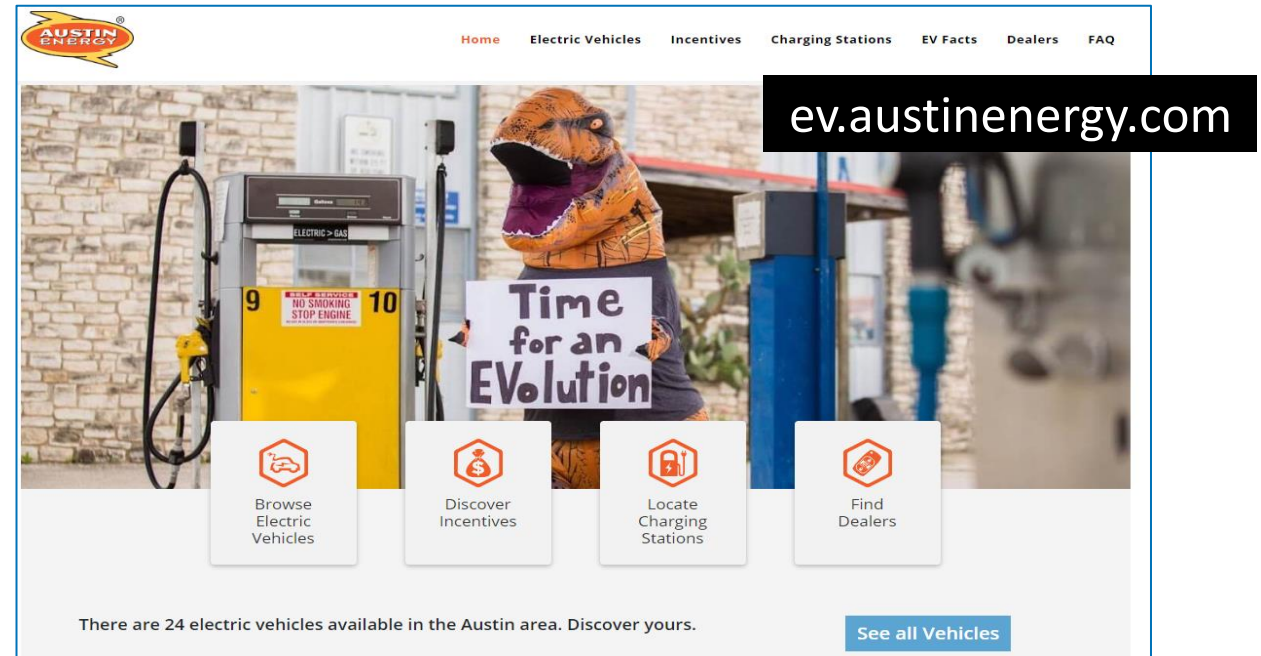 AUSTIN
ENERGY
®
Home Electric Vehicles Incentives Charging Stations EV Facts Dealers FAQ
ev.austinenergy.com
Gallons
ELECTRIC > GAS
9
SELF SERVICE
NO SMOKING
STOP ENGINE
10
Time
for an
EVolution
Browse
Electric
Vehicles
Discover
Incentives
Locate
Charging
Stations
Find
Dealers
There are 24 electric vehicles available in the Austin area. Discover yours.
See all Vehicles